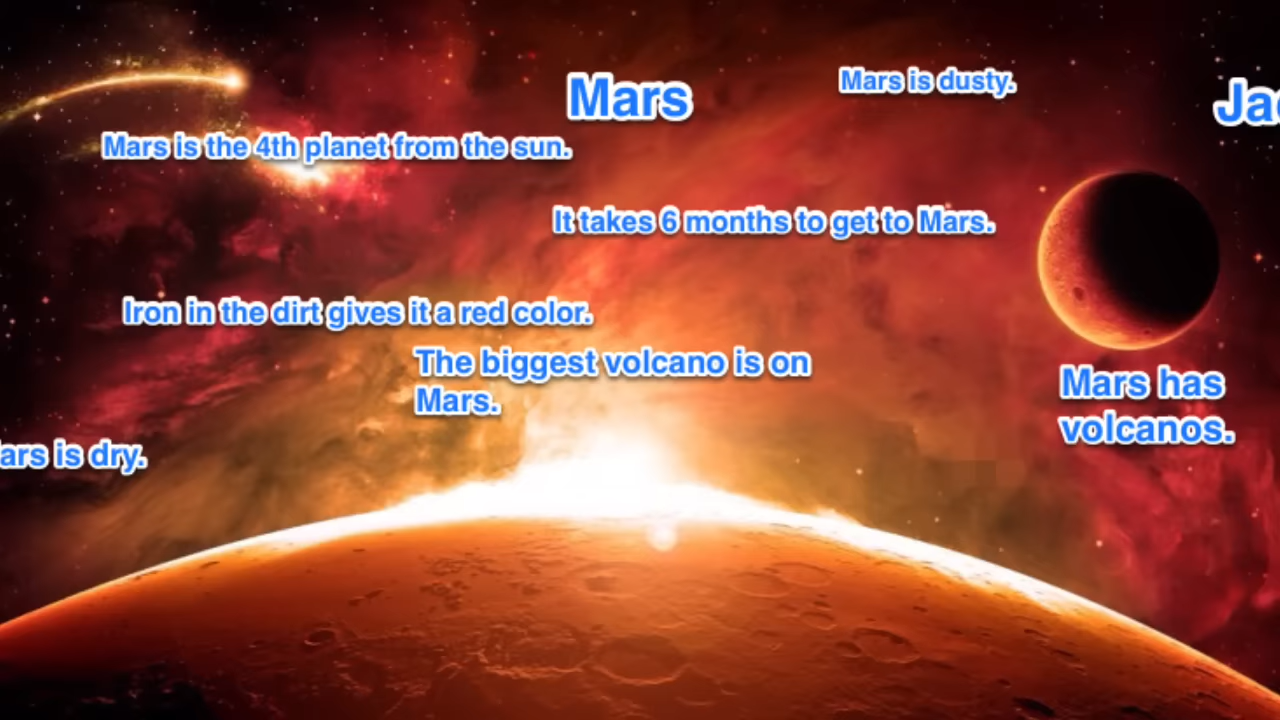 Mars
Mars is dusty.
Mars is the 4th planet from the sun.
It takes 6 months to get to Mars.
Iron in the dirt gives it a red color.
The biggest volcano is on
Mars.
Mars has
volcanos.
is dry.